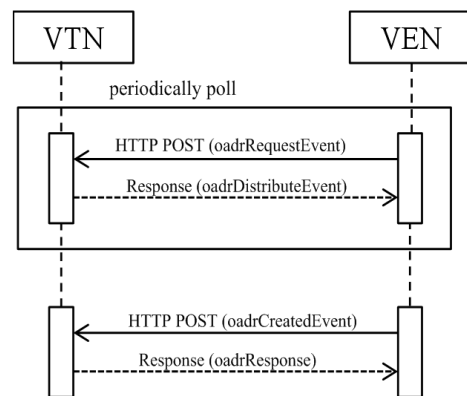 VTN
VEN
periodically poll
HTTP POST (oadrRequestEvent)
Response (oadrDistributeEvent)
HTTP POST (oadrCreatedEvent)
Response (oadrResponse)